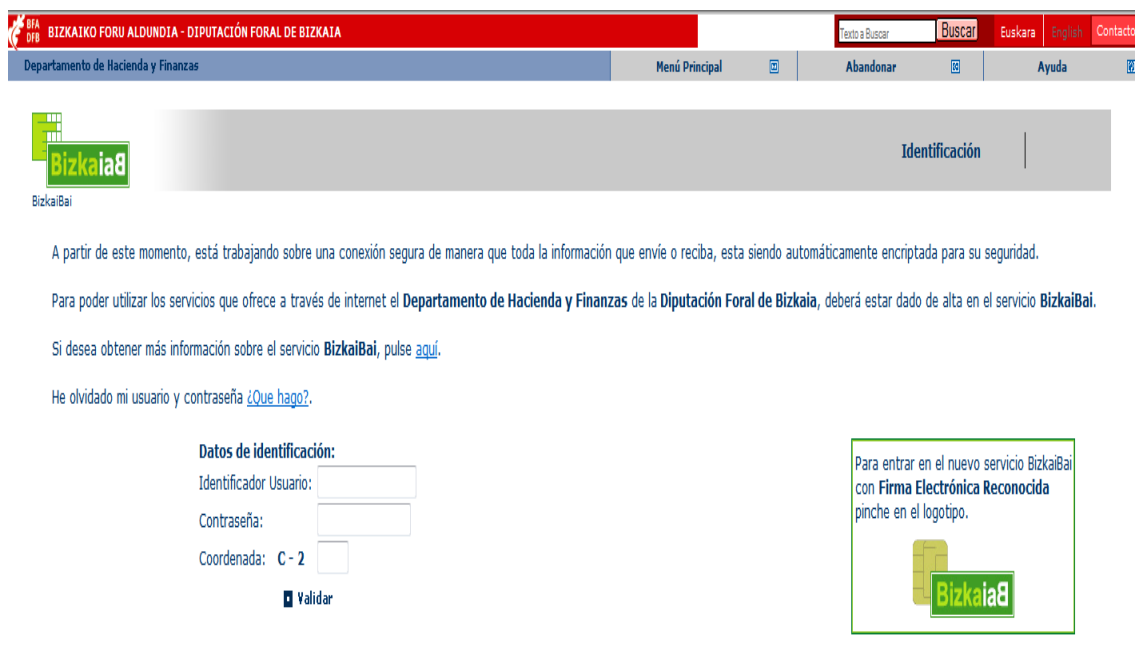 BFA
DFB
BIZKAIKO FORU ALDUNDIA - DIPUTACIÓN FORAL DE BIZKAIA
Texto a Buscar
Buscar
Euskara
English
Contacto
Departamento de Hacienda y Finanzas
Menú Principal
Abandonar
Ayuda
BizkaiaB
Identificación
BizkaiBai
A partir de este momento, está trabajando sobre una conexión segura de manera que toda la información que envíe o reciba, esta siendo automáticamente encriptada para su seguridad.
Para poder utilizar los servicios que ofrece a través de internet el Departamento de Hacienda y Finanzas de la Diputación Foral de Bizkaia, deberá estar dado de alta en el servicio BizkaiBai.
Si desea obtener más información sobre el servicio BizkaiBai, pulse aquí.
He olvidado mi usuario y contraseña ¿Que hago?.
Datos de identificación:
Identificador Usuario:
Contraseña:
Coordenada: C - 2
Validar
Para entrar en el nuevo servicio BizkaiBai
con Firma Electrónica Reconocida
pinche en el logotipo.
BizkaiaB